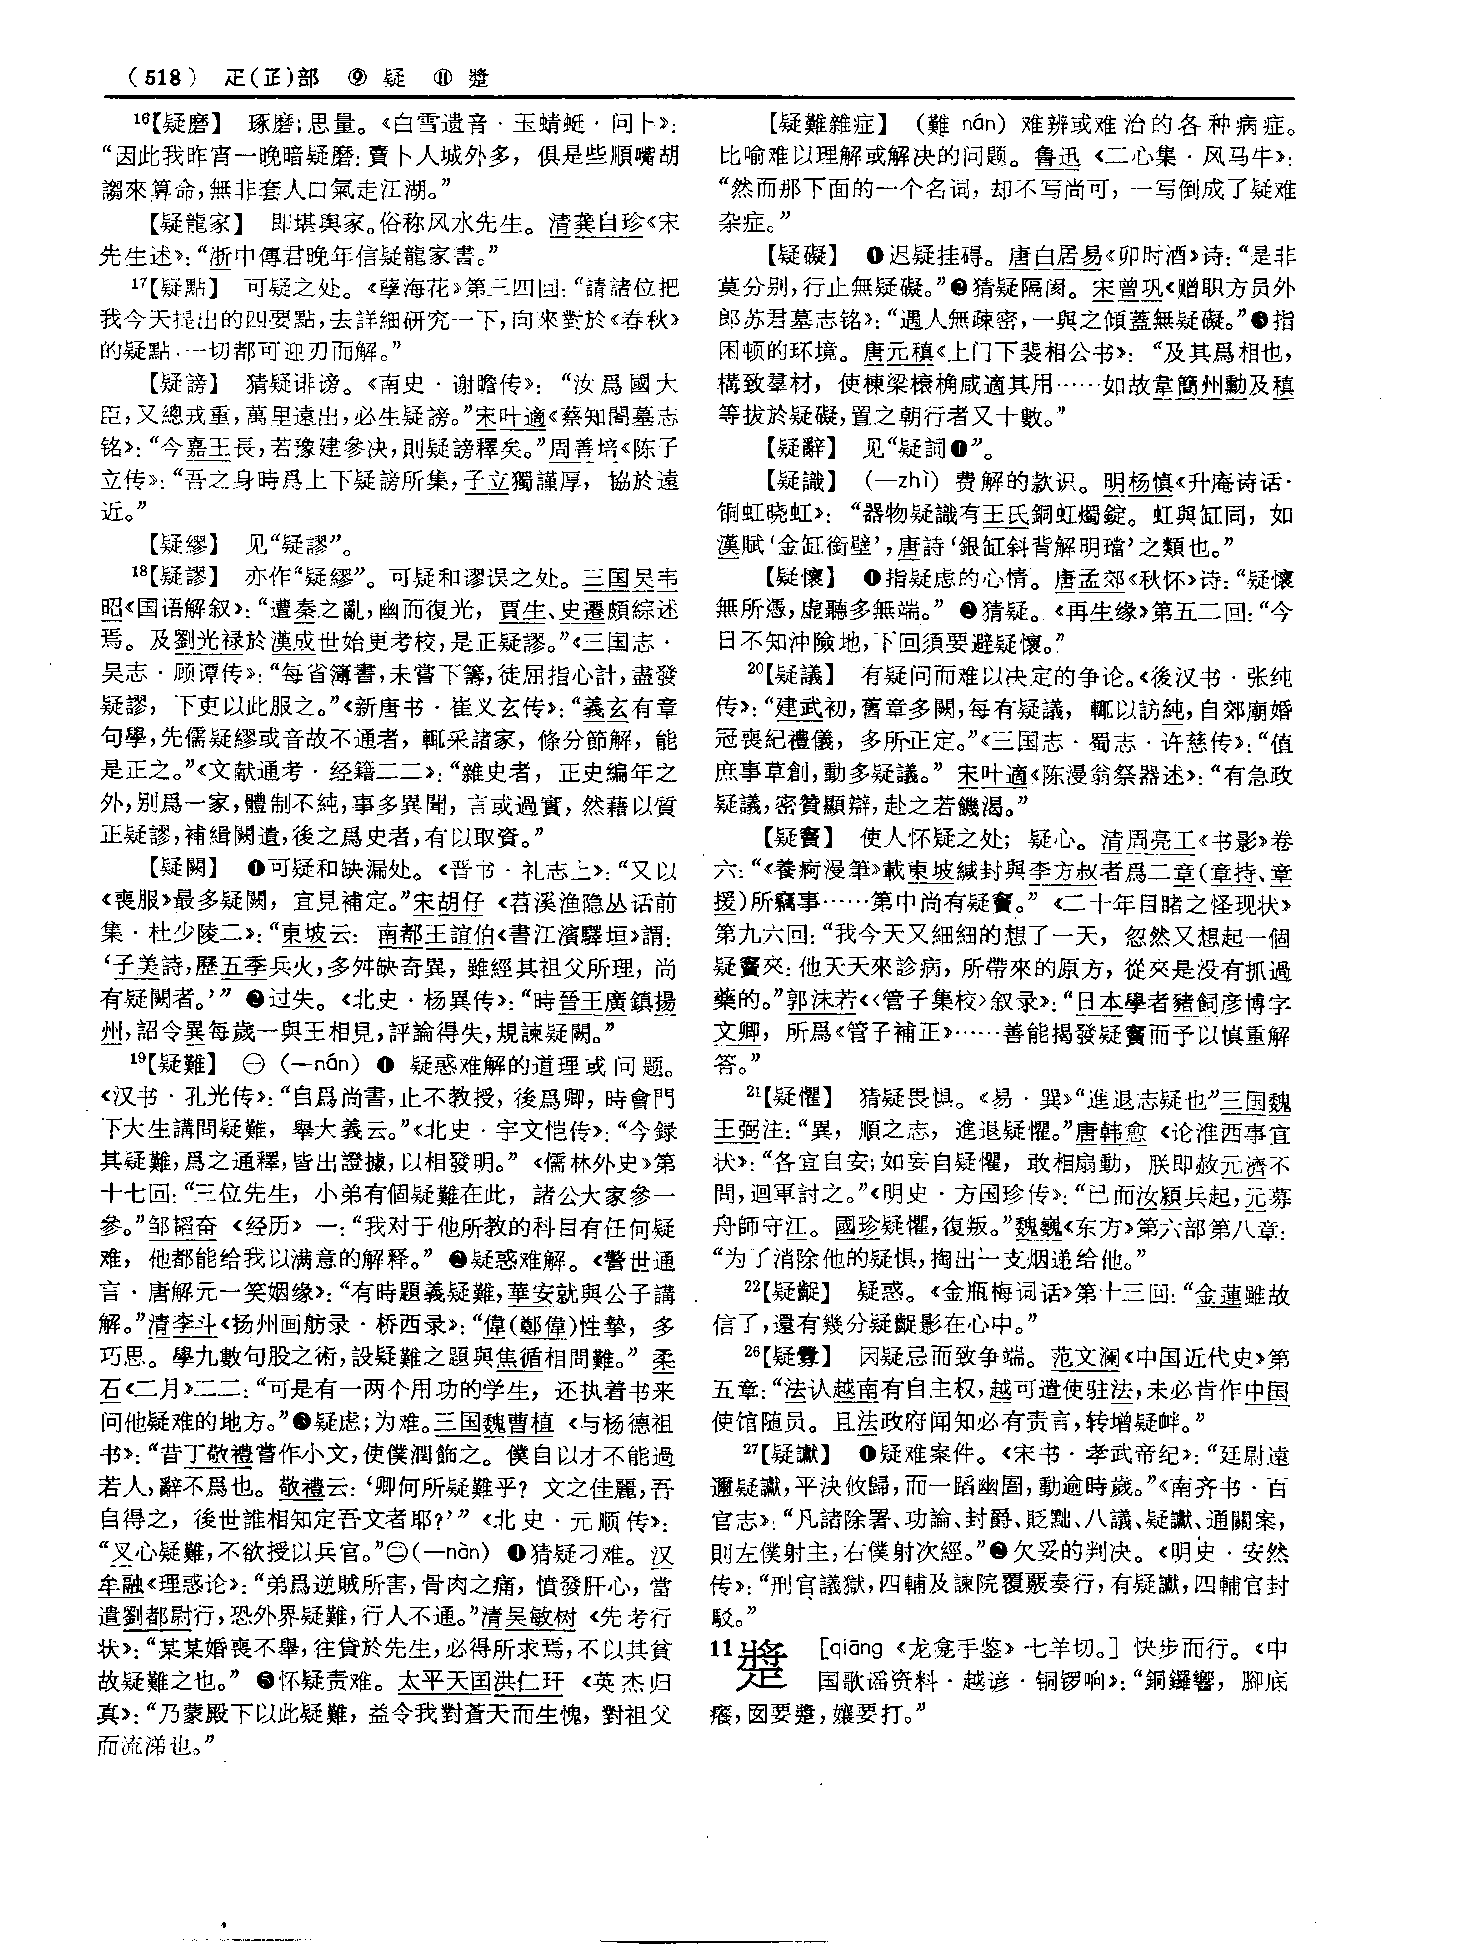 （518） 疋（𤴔）部 ⑨ 疑 ⑪
16【疑磨】 琢磨；思量。《白雪遗音·玉蜻蜓·问卜》：
“因此我昨宵一晚暗疑磨：賣卜人城外多，俱是些順嘴胡
謅來算命，無非套人口氣走江湖。”
【疑龍家】 即堪舆家。俗称风水先生。清龚自珍《宋
先生述》：“浙中傅君晚年信疑龍家書。”
17【疑點】 可疑之处。《孽海花》第三四回：“請諸位把
我今天提出的四要點，去詳細研究一下，向來對於《春秋》
的疑點，一切都可迎刃而解。”
【疑謗】 猜疑诽谤。《南史·谢瞻传》：“汝爲國大
臣，又總戎重，萬里遠出，必生疑謗。”宋叶適《蔡知閤墓志
铭》：“今嘉王長，若豫建參决，則疑謗釋矣。”周善培《陈子
立传》：“吾之身時爲上下疑謗所集，子立獨謹厚，協於遠
近。”
【疑繆】 见“疑謬”。
18【疑謬】 亦作“疑繆”。可疑和谬误之处。三国吴韦
昭《国语解叙》：“遭秦之亂，幽而復光，賈生、史遷頗綜述
焉。及劉光禄於漢成世始更考校，是正疑謬。”《三国志·
吴志·顾谭传》：“每省簿書，未嘗下籌，徒屈指心計，盡發
疑謬，下吏以此服之。”《新唐书·崔义玄传》：“義玄有章
句學，先儒疑繆或音故不通者，輒采諸家，條分節解，能
是正之。”《文献通考·经籍二二》：“雜史者，正史编年之
外，别爲一家，體制不純，事多異聞，言或過實，然藉以質
正疑謬，補緝闕遺，後之爲史者，有以取資。”
【疑闕】 ❶可疑和缺漏处。《晋书·礼志上》：“又以
《喪服》最多疑闕，宜見補定。”宋胡仔《苕溪渔隐丛话前
集·杜少陵二》：“東坡云：南都王誼伯《書江濱驛垣》謂：
‘子美詩，歷五季兵火，多舛缺奇異，雖經其祖父所理，尚
有疑闕者。’” ❷过失。《北史·杨異传》：“時晉王廣鎮揚
州，詔令異每歲一與王相見，評論得失，規諫疑闕。”
19【疑難】 ㊀（—nán）❶ 疑惑难解的道理或问题。
《汉书·孔光传》：“自爲尚書，止不教授，後爲卿，時會門
下大生講問疑難，舉大義云。”《北史·宇文恺传》：“今録
其疑難，爲之通釋，皆出證據，以相發明。”《儒林外史》第
十七回：“三位先生，小弟有個疑難在此，諸公大家參一
參。”邹韬奋《经历》一：“我对于他所教的科目有任何疑
难，他都能给我以满意的解释。” ❷疑惑难解。《警世通
言·唐解元一笑姻缘》：“有時題義疑難，華安就與公子講
解。”清李斗《扬州画舫录·桥西录》：“偉（鄭偉）性摯，多
巧思。學九數句股之術，設疑難之題與焦循相問難。”柔
石《二月》二二：“可是有一两个用功的学生，还执着书来
问他疑难的地方。”❸疑虑；为难。三国魏曹植《与杨德祖
书》：“昔丁敬禮嘗作小文，使僕潤飾之。僕自以才不能過
若人，辭不爲也。敬禮云：‘卿何所疑難乎？文之佳麗，吾
自得之，後世誰相知定吾文者耶？’”《北史·元顺传》：
“叉心疑難，不欲授以兵官。”㊁（—nàn）❶猜疑刁难。汉
牟融《理惑论》：“弟爲逆賊所害，骨肉之痛，憤發肝心，當
遣劉都尉行，恐外界疑難，行人不通。”清吴敏树《先考行
状》：“某某婚喪不舉，往貸於先生，必得所求焉，不以其貧
故疑難之也。” ❷怀疑责难。太平天囯洪仁玕《英杰归
真》：“乃蒙殿下以此疑難，益令我對蒼天而生愧，對祖父
而流涕也。”
【疑難雜症】（難 nán）难辨或难治的各种病症。
比喻难以理解或解决的问题。鲁迅《二心集·风马牛》：
“然而那下面的一个名词，却不写尚可，一写倒成了疑难
杂症。”
【疑礙】 ❶迟疑挂碍。唐白居易《卯时酒》诗：“是非
莫分别，行止無疑礙。”❷猜疑隔阂。宋曾巩《赠职方员外
郎苏君墓志铭》：“遇人無疎密，一與之傾蓋無疑礙。”❸指
困顿的环境。唐元稹《上门下裴相公书》：“及其爲相也，
構致羣材，使棟梁榱桷咸適其用……如故韋簡州勳及稹
等拔於疑礙，置之朝行者又十數。”
【疑辭】 见“疑詞❶”。
【疑識】 （—zhì）费解的款识。明杨慎《升庵诗话·
铜虹晓虹》：“器物疑識有王氏銅虹燭錠。虹與缸同，如
漢賦‘金缸銜壁’，唐詩‘銀缸斜背解明璫’之類也。”
【疑懷】 ❶指疑虑的心情。唐孟郊《秋怀》诗：“疑懷
無所憑，虚聽多無端。” ❷猜疑。《再生缘》第五二回：“今
日不知沖險地，下回須要避疑懷。”
20【疑議】 有疑问而难以决定的争论。《後汉书·张纯
传》：“建武初，舊章多闕，每有疑議，輒以訪純，自郊廟婚
冠喪紀禮儀，多所正定。”《三国志·蜀志·许慈传》：“值
庶事草創，動多疑議。” 宋叶適《陈漫翁祭器述》：“有急政
疑議，密贊顯辯，赴之若饑渴。”
【疑竇】 使人怀疑之处；疑心。清周亮工《书影》卷
六：“《養疴漫筆》載東坡緘封與李方叔者爲二章（章持、章
援）所竊事……第中尚有疑竇。”《二十年目睹之怪现状》
第九六回：“我今天又細細的想了一天，忽然又想起一個
疑竇來：他天天來診病，所帶來的原方，從來是没有抓過
藥的。”郭沫若《〈管子集校〉叙录》：“日本學者豬飼彦博字
文卿，所爲《管子補正》……善能揭發疑竇而予以慎重解
答。”
21【疑懼】 猜疑畏惧。《易·巽》“進退志疑也”三国魏
王弼注：“巽，順之志，進退疑懼。”唐韩愈《论淮西事宜
状》：“各宜自安；如妄自疑懼，敢相扇動，朕即赦元濟不
問，迴軍討之。”《明史·方国珍传》：“已而汝潁兵起，元募
舟師守江。國珍疑懼，復叛。”魏巍《东方》第六部第八章：
“为了消除他的疑惧，掏出一支烟递给他。”
22【疑齪】 疑惑。《金瓶梅词话》第十三回：“金蓮雖故
信了，還有幾分疑齪影在心中。”
26【疑釁】 因疑忌而致争端。范文澜《中国近代史》第
五章：“法认越南有自主权，越可遣使驻法，未必肯作中国
使馆随员。且法政府闻知必有责言，转增疑衅。”
27【疑讞】 ❶疑难案件。《宋书·孝武帝纪》：“廷尉遠
邇疑讞，平決攸歸，而一蹈幽圄，動逾時歲。”《南齐书·百
官志》：“凡諸除署、功論、封爵、貶黜、八議、疑讞、通關案，
則左僕射主，右僕射次經。”❷欠妥的判决。《明史·安然
传》：“刑官議獄，四輔及諫院覆覈奏行，有疑讞，四輔官封
駁。”
11 [qiāng《龙龛手鉴》七羊切。] 快步而行。《中
国歌谣资料·越谚·铜锣响》：“銅鑼響，腳底
癢，囡要，孃要打。”